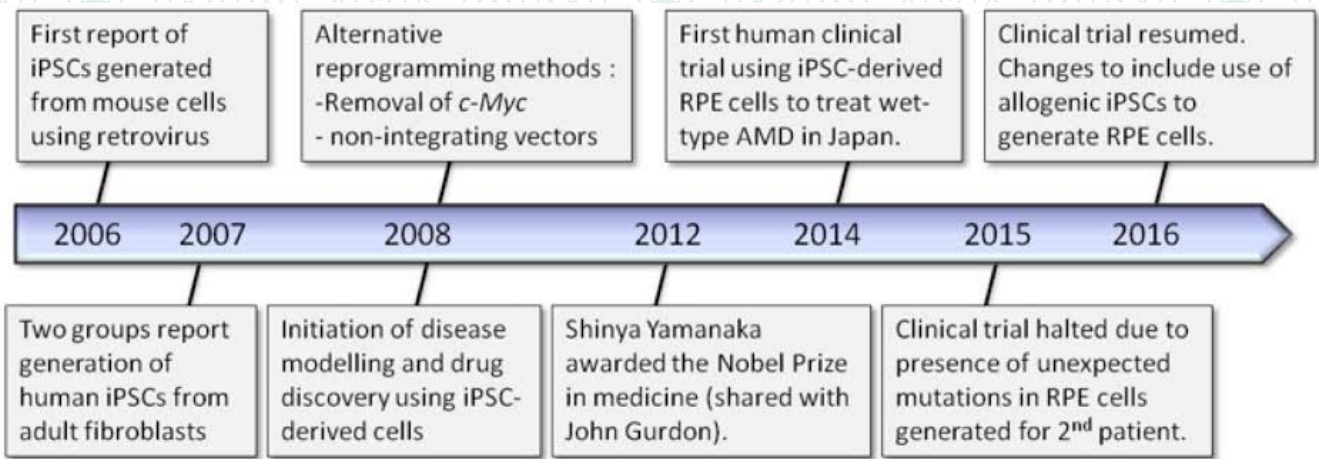 First report of
iPSCs generated
from mouse cells
using retrovirus
Alternative
reprogramming methods :
-Removal of c-Myc
- non-integrating vectors
First human clinical
trial using iPSC-derived
RPE cells to treat wet-
type AMD in Japan.
Clinical trial resumed.
Changes to include use of
allogenic iPSCs to
generate RPE cells.
2006 2007 2008 2012 2014 2015 2016
Two groups report
generation of
human iPSCs from
adult fibroblasts
Initiation of disease
modelling and drug
discovery using iPSC-
derived cells
Shinya Yamanaka
awarded the Nobel Prize
in medicine (shared with
John Gurdon).
Clinical trial halted due to
presence of unexpected
mutations in RPE cells
generated for 2nd patient.